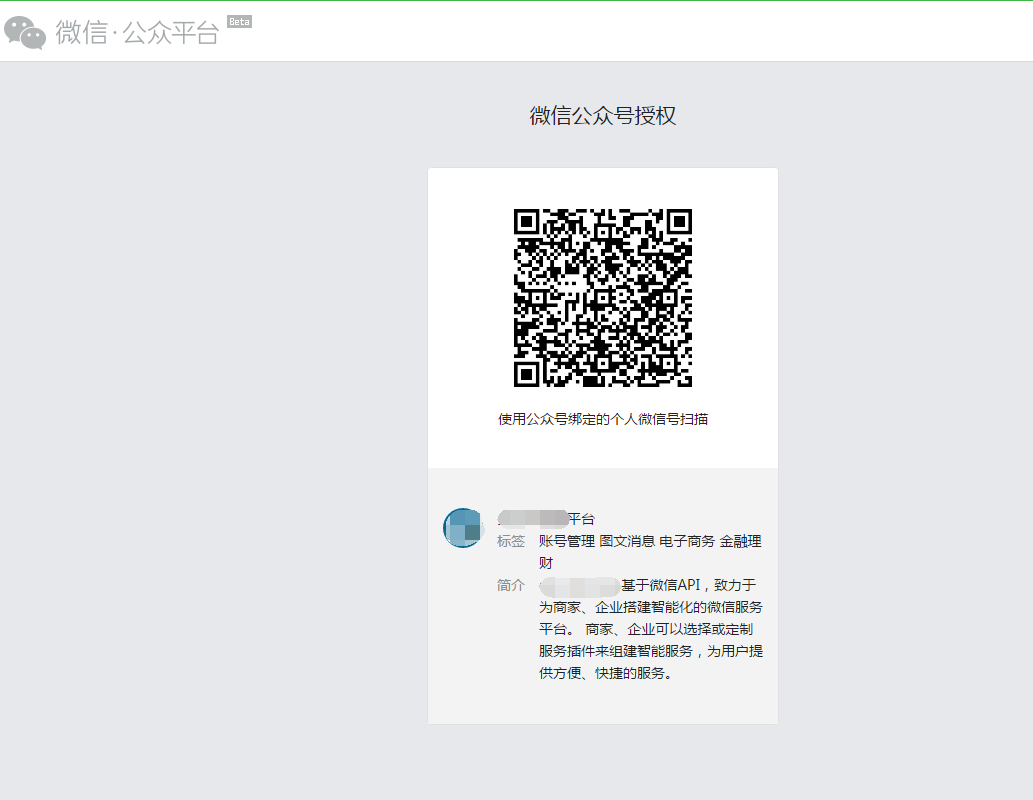 微信·公众平台 Beta
微信公众号授权
使用公众号绑定的个人微信号扫描
平台
标签 账号管理 图文消息 电子商务 金融理
财
简介 基于微信API，致力于
为商家、企业搭建智能化的微信服务
平台。 商家、企业可以选择或定制
服务插件来组建智能服务，为用户提
供方便、快捷的服务。